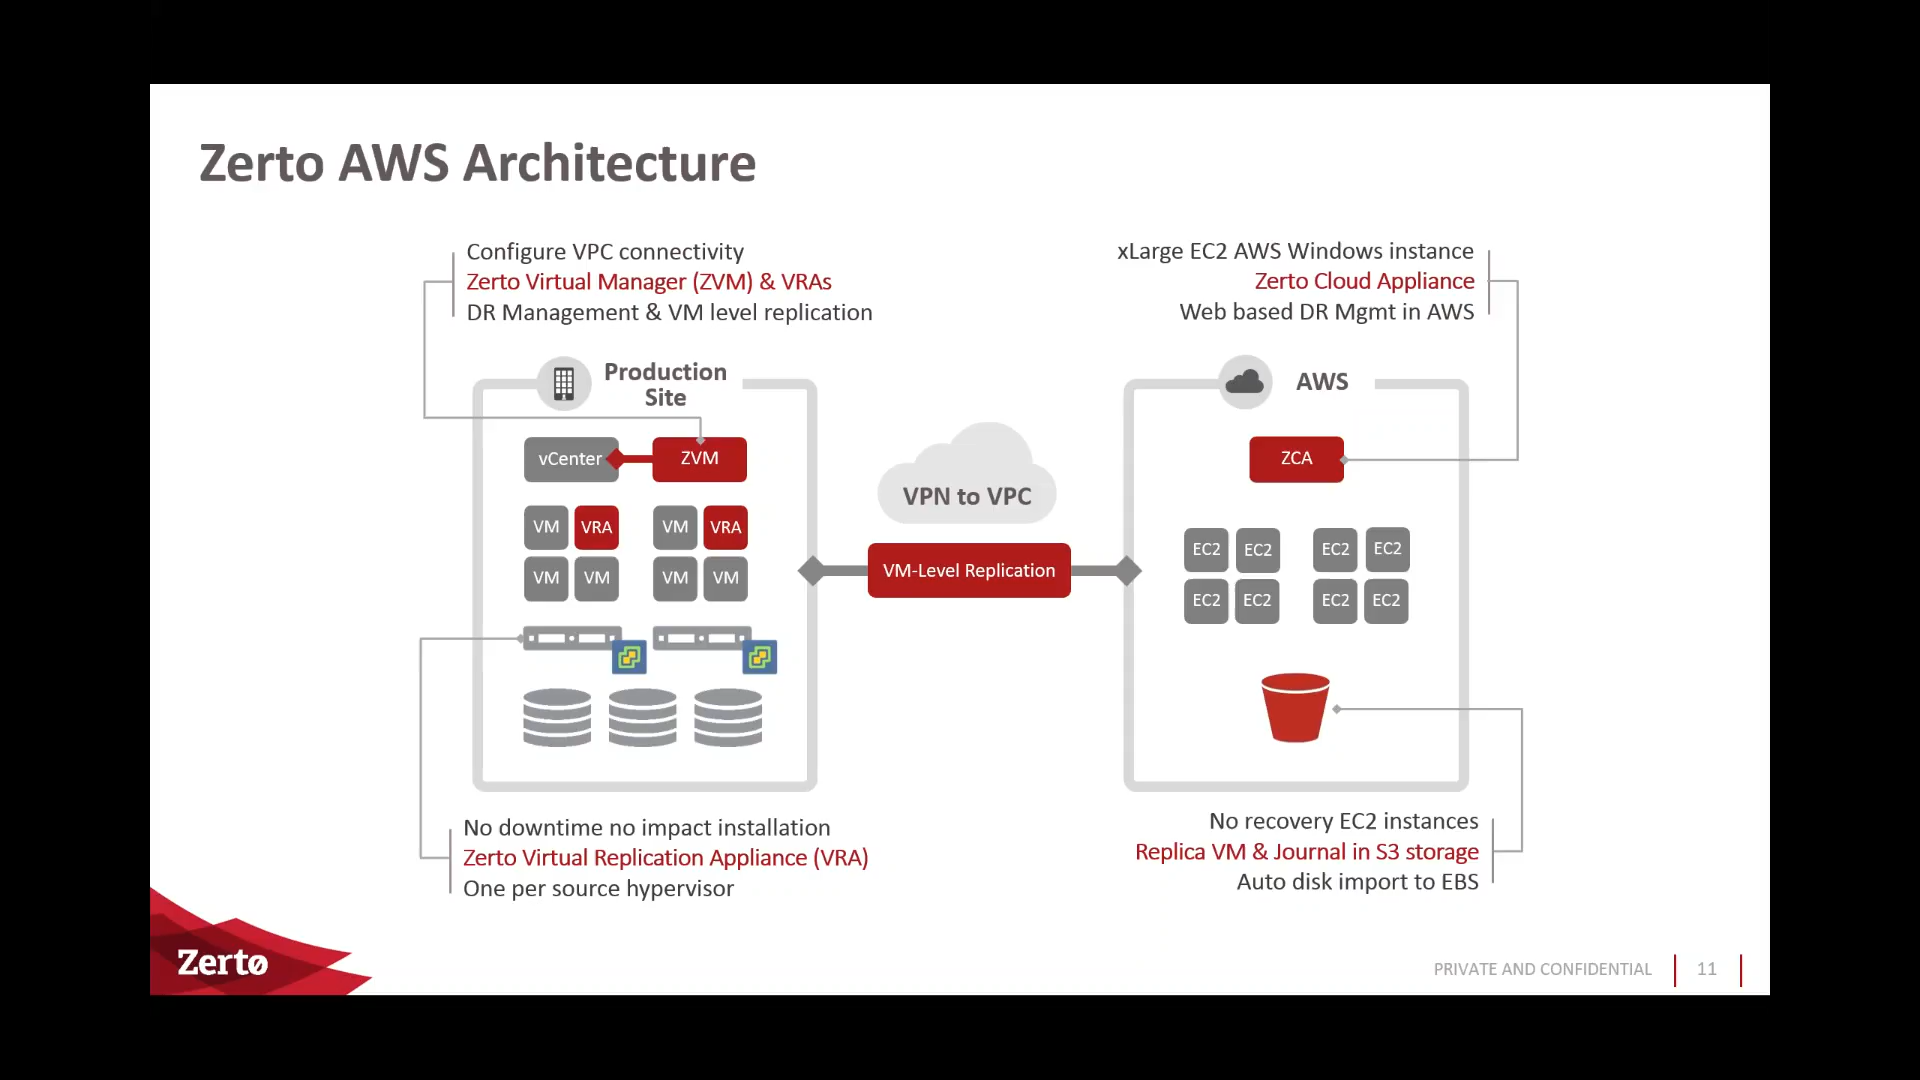 Zerto AWS Architecture
Configure VPC connectivity
Zerto Virtual Manager (ZVM) & VRAs
DR Management & VM level replication
xLarge EC2 AWS Windows instance
Zerto Cloud Appliance
Web based DR Mgmt in AWS
Production
Site
vCenter
ZVM
VM
VRA
VM
VRA
VM
VM
VM
VM
VPN to VPC
VM-Level Replication
AWS
ZCA
EC2
EC2
EC2
EC2
EC2
EC2
EC2
EC2
No downtime no impact installation
Zerto Virtual Replication Appliance (VRA)
One per source hypervisor
No recovery EC2 instances
Replica VM & Journal in S3 storage
Auto disk import to EBS
Zerto
PRIVATE AND CONFIDENTIAL
11